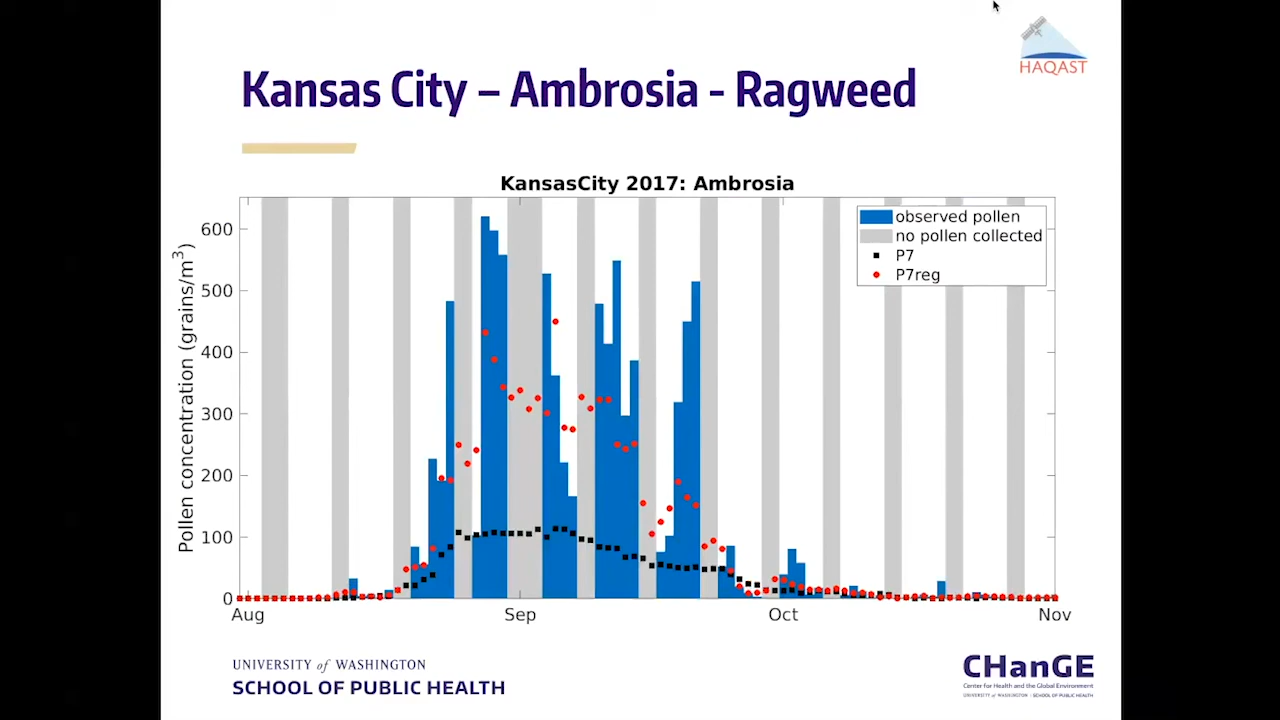 HAQAST
Kansas City – Ambrosia - Ragweed
KansasCity 2017: Ambrosia
observed pollen
no pollen collected
P7
P7reg
Pollen concentration (grains/m³)
600
500
400
300
200
100
0
Aug
Sep
Oct
Nov
UNIVERSITY of WASHINGTON
SCHOOL OF PUBLIC HEALTH
CHanGE
Center for Health and the Global Environment
UNIVERSITY of WASHINGTON · SCHOOL OF PUBLIC HEALTH